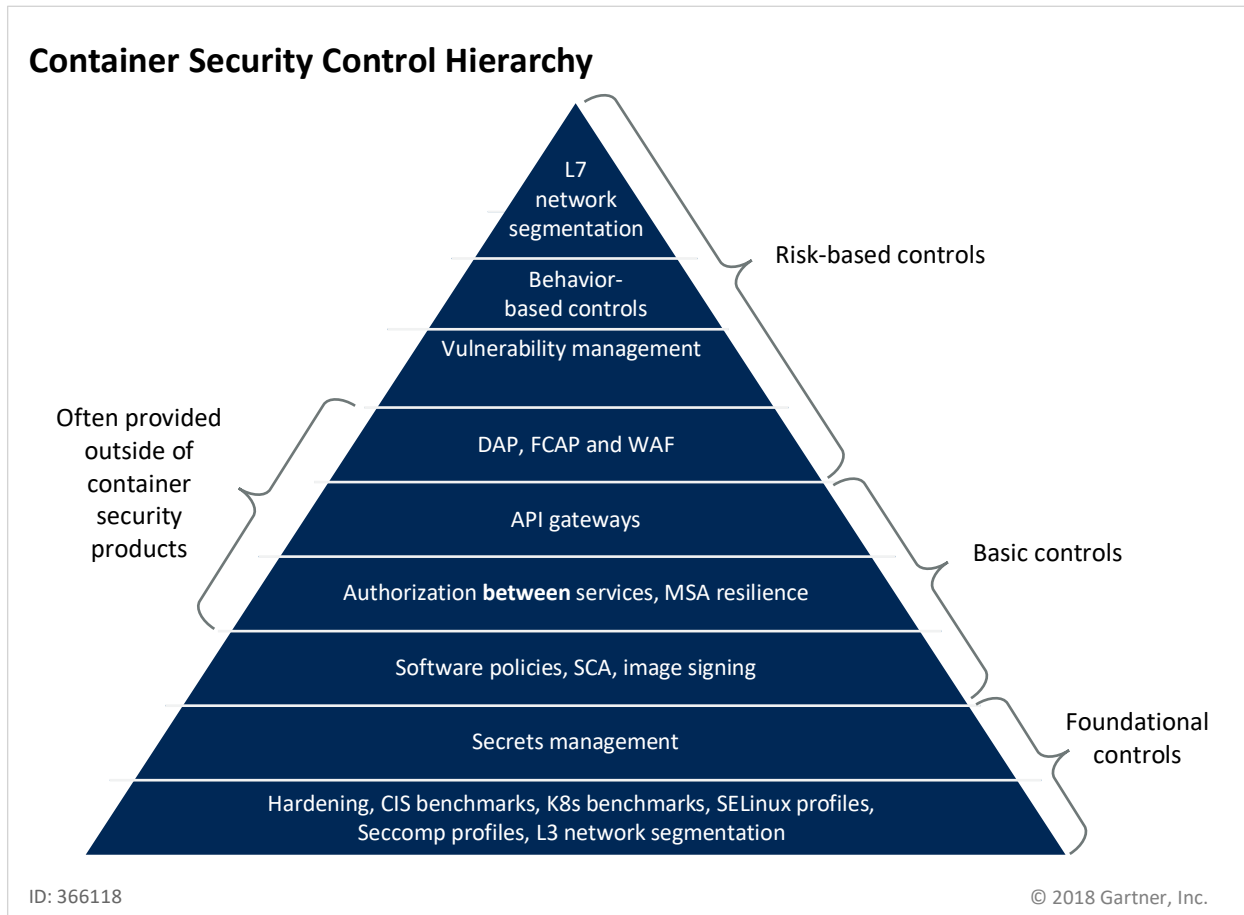 Container Security Control Hierarchy
L7
network
segmentation
Risk-based controls
Behavior-
based controls
Vulnerability management
Often provided
outside of
container
security
products
DAP, FCAP and WAF
API gateways
Basic controls
Authorization between services, MSA resilience
Software policies, SCA, image signing
Foundational
controls
Secrets management
Hardening, CIS benchmarks, K8s benchmarks, SELinux profiles,
Seccomp profiles, L3 network segmentation
ID: 366118
© 2018 Gartner, Inc.